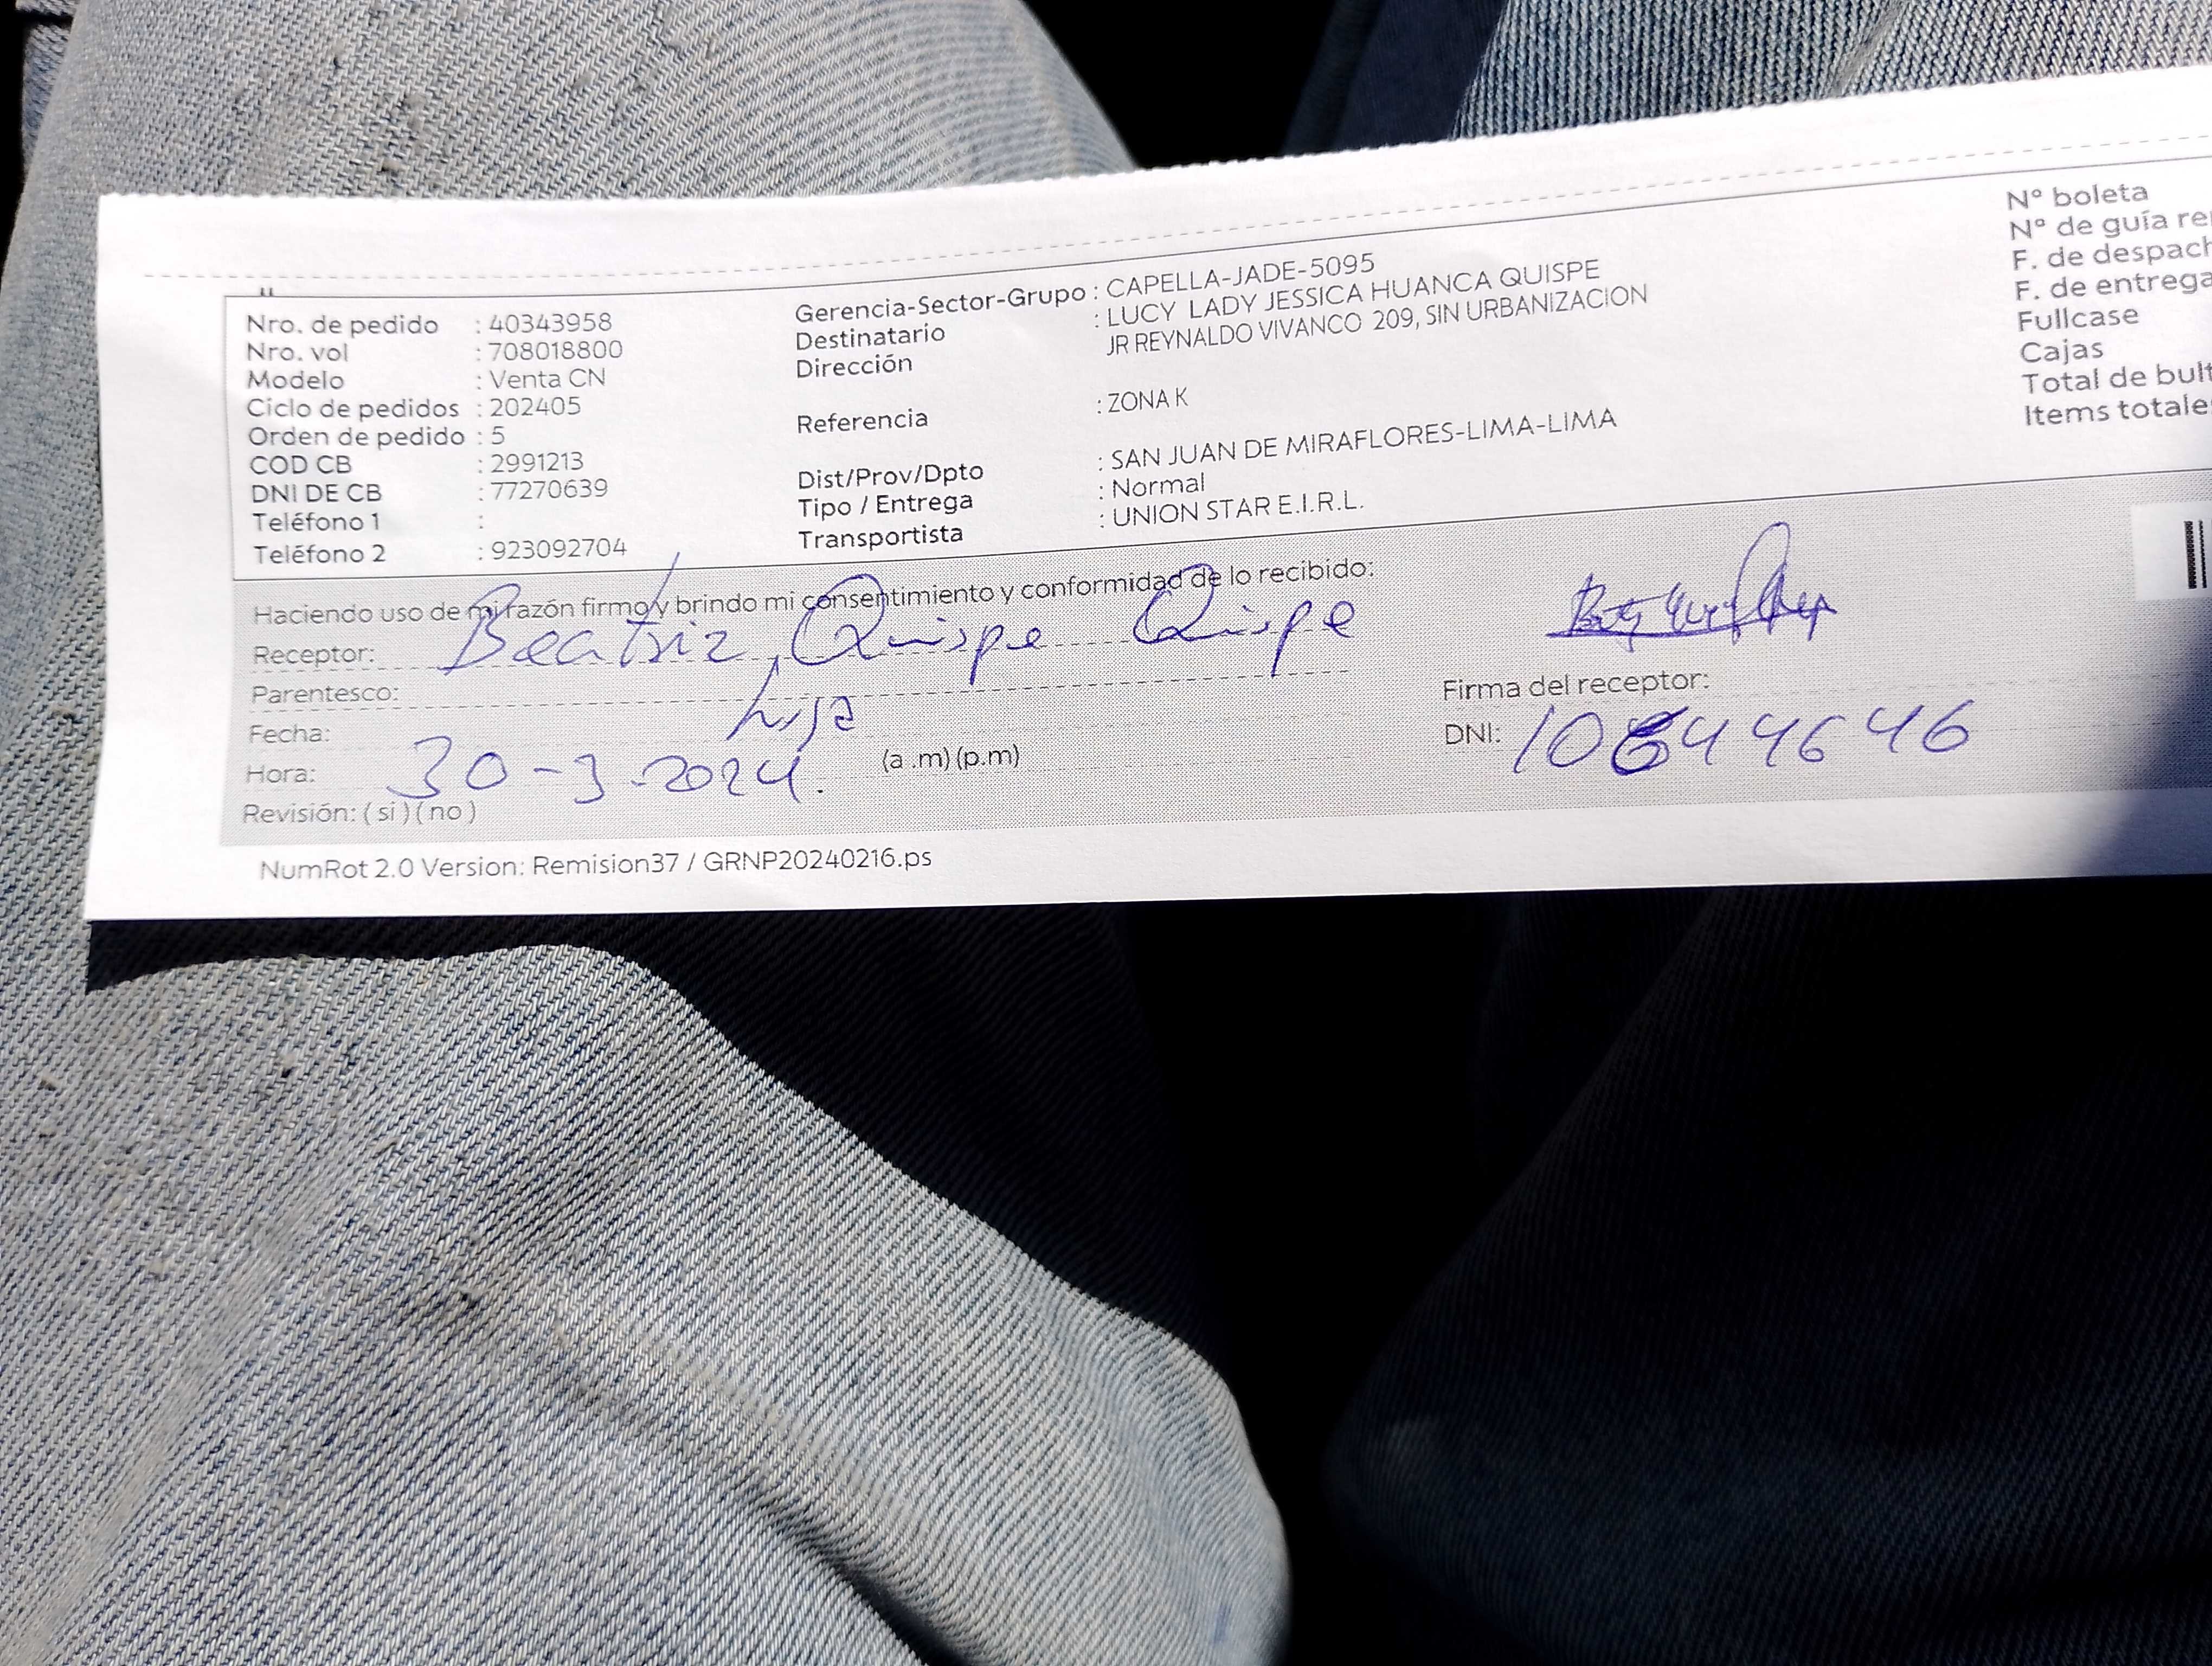 Nro. de pedido : 40343958
Nro. vol : 708018800
Modelo : Venta CN
Ciclo de pedidos : 202405
Orden de pedido : 5
COD CB : 2991213
DNI DE CB : 77270639
Teléfono 1 :
Teléfono 2 : 923092704
Gerencia-Sector-Grupo : CAPELLA-JADE-5095
Destinatario : LUCY LADY JESSICA HUANCA QUISPE
Dirección JR REYNALDO VIVANCO 209, SIN URBANIZACION
Referencia : ZONA K
Dist/Prov/Dpto : SAN JUAN DE MIRAFLORES-LIMA-LIMA
Tipo / Entrega : Normal
Transportista : UNION STAR E.I.R.L.
Nº boleta
Nº de guía re
F. de despach
F. de entrega
Fullcase
Cajas
Total de bult
Items totale
Haciendo uso de mi razón firmo y brindo mi consentimiento y conformidad de lo recibido:
Receptor: Beatriz Quispe Quispe
Parentesco: hija
Fecha: 30-3-2024.
Hora: (a .m) (p.m)
Revisión: ( si ) ( no )
Firma del receptor:
DNI: 10644646
NumRot 2.0 Version: Remision37 / GRNP20240216.ps